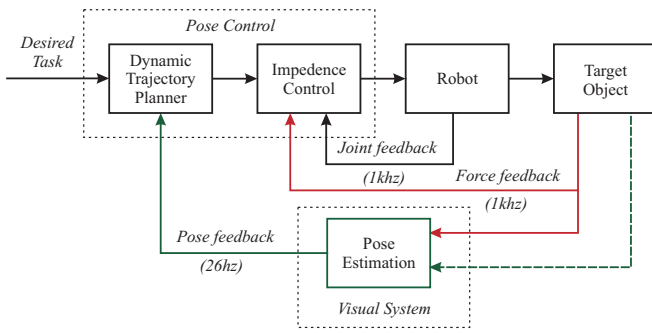 Pose Control
Desired
Task
Dynamic
Trajectory
Planner
Impedence
Control
Robot
Target
Object
Joint feedback
(1khz)
Force feedback
(1khz)
Pose feedback
(26hz)
Pose
Estimation
Visual System